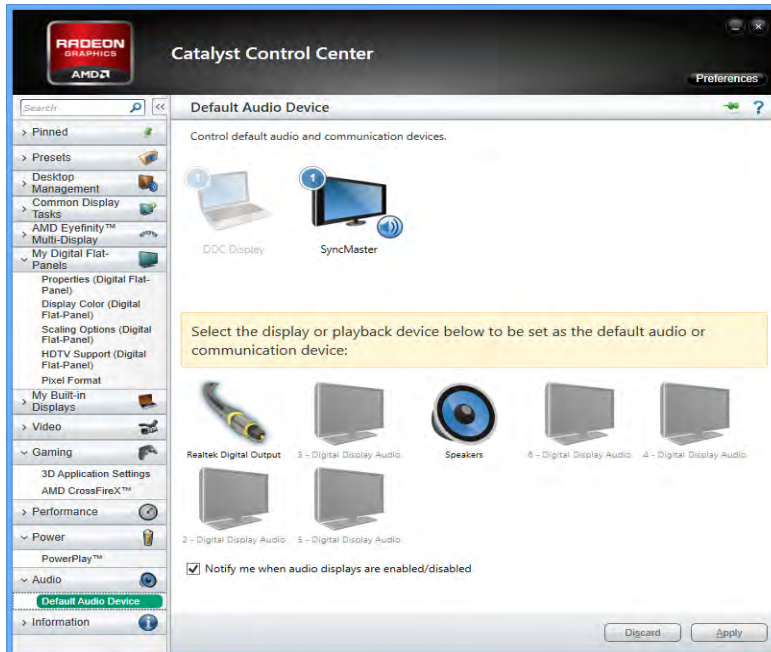 RADEON
GRAPHICS
AMD
Catalyst Control Center
Preferences
Search
<<
Default Audio Device
?
Pinned
Presets
Desktop
Management
Common Display
Tasks
AMD Eyefinity™
Multi-Display
My Digital Flat-
Panels
Properties (Digital Flat-
Panel)
Display Color (Digital
Flat-Panel)
Scaling Options (Digital
Flat-Panel)
HDTV Support (Digital
Flat-Panel)
Pixel Format
My Built-in
Displays
Video
Gaming
3D Application Settings
AMD CrossFireX™
Performance
Power
PowerPlay™
Audio
Default Audio Device
Information
Control default audio and communication devices.
1
1
DDC Display
SyncMaster
Select the display or playback device below to be set as the default audio or
communication device:
Realtek Digital Output
3 - Digital Display Audio
Speakers
6 - Digital Display Audio
4 - Digital Display Audio
2 - Digital Display Audio
5 - Digital Display Audio
Notify me when audio displays are enabled/disabled
Discard
Apply